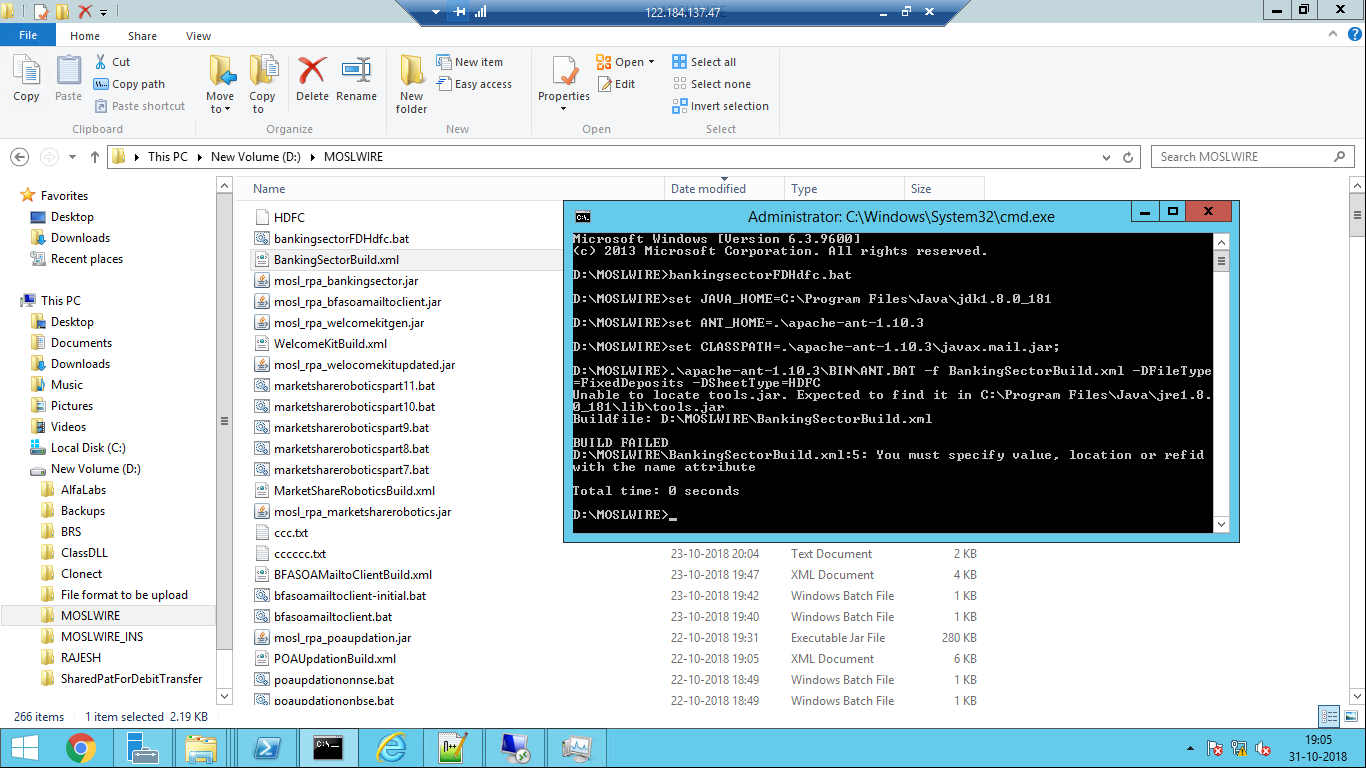 122.184.137.47
File Home Share View
Copy Paste Cut Copy path Paste shortcut Move to Copy to Delete Rename New folder New item Easy access Properties Open Edit Select all Select none Invert selection
Clipboard Organize New Open Select
This PC New Volume (D:) MOSLWIRE Search MOSLWIRE
Favorites
Desktop
Downloads
Recent places
This PC
Desktop
Documents
Downloads
Music
Pictures
Videos
Local Disk (C:)
New Volume (D:)
AlfaLabs
Backups
BRS
ClassDLL
Clonect
File format to be upload
MOSLWIRE
MOSLWIRE_INS
RAJESH
SharedPatForDebitTransfer
Name Date modified Type Size
HDFC
bankingsectorFDHdfc.bat
BankingSectorBuild.xml
mosl_rpa_bankingsector.jar
mosl_rpa_bfasoamailtoclient.jar
mosl_rpa_welcomekitgen.jar
WelcomeKitBuild.xml
mosl_rpa_welocomekitupdated.jar
marketshareroboticspart11.bat
marketshareroboticspart10.bat
marketshareroboticspart9.bat
marketshareroboticspart8.bat
marketshareroboticspart7.bat
MarketShareRoboticsBuild.xml
mosl_rpa_marketsharerobotics.jar
ccc.txt
cccccc.txt 23-10-2018 20:04 Text Document 2 KB
BFASOAMailtoClientBuild.xml 23-10-2018 19:47 XML Document 4 KB
bfasoamailtoclient-initial.bat 23-10-2018 19:42 Windows Batch File 1 KB
bfasoamailtoclient.bat 23-10-2018 19:40 Windows Batch File 1 KB
mosl_rpa_poaupdation.jar 22-10-2018 19:31 Executable Jar File 280 KB
POAUpdationBuild.xml 22-10-2018 19:05 XML Document 6 KB
poaupdationonnse.bat 22-10-2018 18:49 Windows Batch File 1 KB
poaupdationonbse.bat 22-10-2018 18:49 Windows Batch File 1 KB
Administrator: C:\Windows\System32\cmd.exe
Microsoft Windows [Version 6.3.9600]
(c) 2013 Microsoft Corporation. All rights reserved.
D:\MOSLWIRE>bankingsectorFDHdfc.bat
D:\MOSLWIRE>set JAVA_HOME=C:\Program Files\Java\jdk1.8.0_181
D:\MOSLWIRE>set ANT_HOME=.\apache-ant-1.10.3
D:\MOSLWIRE>set CLASSPATH=.\apache-ant-1.10.3\javax.mail.jar;
D:\MOSLWIRE>.\apache-ant-1.10.3\BIN\ANT.BAT -f BankingSectorBuild.xml -DFileType
=FixedDeposits -DSheetType=HDFC
Unable to locate tools.jar. Expected to find it in C:\Program Files\Java\jre1.8.
0_181\lib\tools.jar
Buildfile: D:\MOSLWIRE\BankingSectorBuild.xml
BUILD FAILED
D:\MOSLWIRE\BankingSectorBuild.xml:5: You must specify value, location or refid
with the name attribute
Total time: 0 seconds
D:\MOSLWIRE>_
266 items 1 item selected 2.19 KB
19:05
31-10-2018